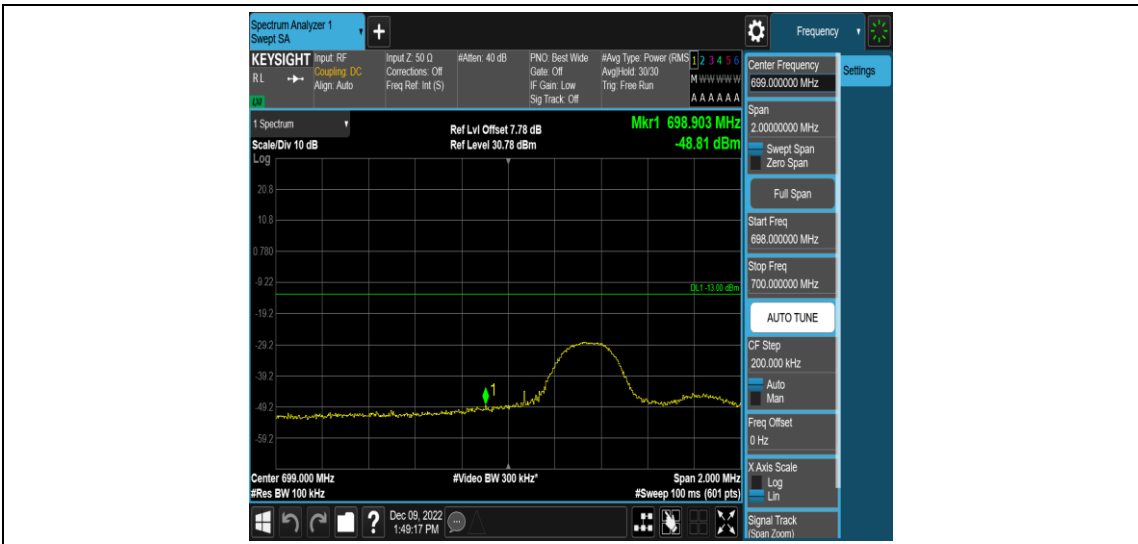 Spectrum Analyzer 1
Swept SA
+
Frequency
KEYSIGHT
RL
LXI
Input: RF
Coupling: DC
Align: Auto
Input Z: 50 Ω
Corrections: Off
Freq Ref: Int (S)
#Atten: 40 dB
PNO: Best Wide
Gate: Off
IF Gain: Low
Sig Track: Off
#Avg Type: Power (RMS
Avg|Hold: 30/30
Trig: Free Run
1 2 3 4 5 6
M W W W W W
A A A A A A
1 Spectrum
Scale/Div 10 dB
Log
Ref Lvl Offset 7.78 dB
Ref Level 30.78 dBm
Mkr1 698.903 MHz
-48.81 dBm
20.8
10.8
0.780
-9.22
DL1 -13.00 dBm
-19.2
-29.2
-39.2
1
-49.2
-59.2
Center 699.000 MHz
#Video BW 300 kHz*
Span 2.000 MHz
#Res BW 100 kHz
#Sweep 100 ms (601 pts)
?
Dec 09, 2022
1:49:17 PM
Center Frequency
699.000000 MHz
Settings
Span
2.00000000 MHz
Swept Span
Zero Span
Full Span
Start Freq
698.000000 MHz
Stop Freq
700.000000 MHz
AUTO TUNE
CF Step
200.000 kHz
Auto
Man
Freq Offset
0 Hz
X Axis Scale
Log
Lin
Signal Track
(Span Zoom)